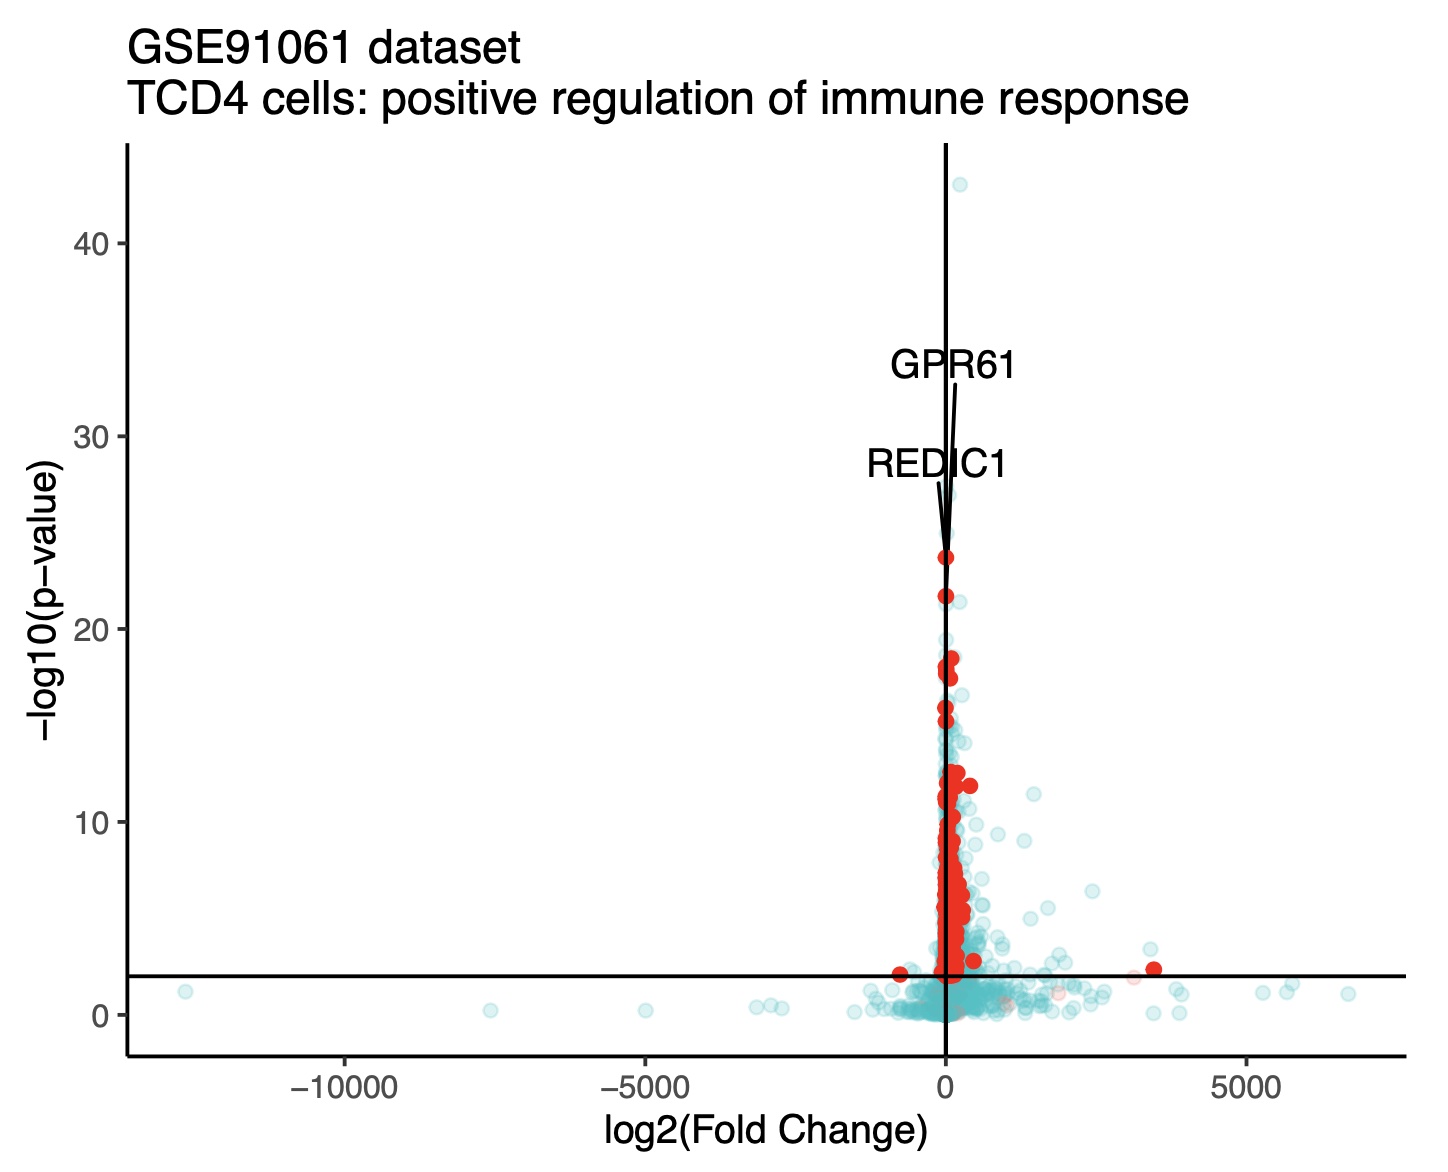 GSE91061 dataset
TCD4 cells: positive regulation of immune response
40
30
20
10
0
−log10(p−value)
GPR61
REDIC1
−10000
−5000
0
5000
log2(Fold Change)